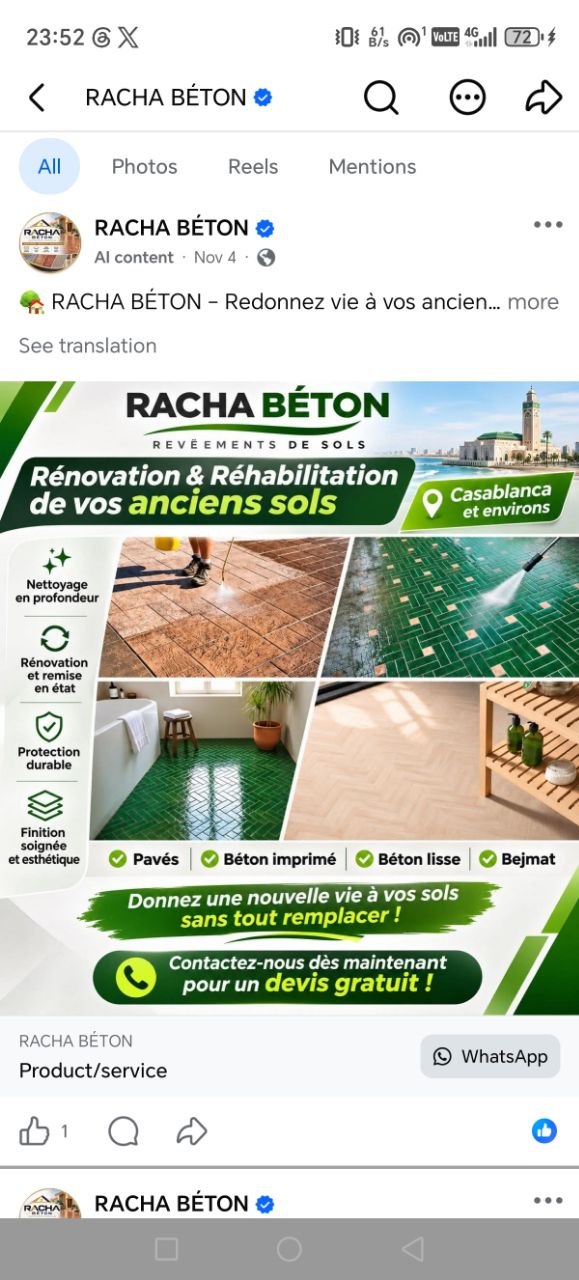 23:52
61 B/s
1
VoLTE
4G
72
RACHA BÉTON
All
Photos
Reels
Mentions
RACHA BÉTON
AI content · Nov 4 ·
RACHA BÉTON – Redonnez vie à vos ancien... more
See translation
RACHA BÉTON
REVËEMENTS DE SOLS
Rénovation & Réhabilitation
de vos anciens sols
Casablanca
et environs
Nettoyage
en profondeur
Rénovation
et remise
en état
Protection
durable
Finition
soignée
et esthétique
Pavés
Béton imprimé
Béton lisse
Bejmat
Donnez une nouvelle vie à vos sols
sans tout remplacer !
Contactez-nous dès maintenant
pour un devis gratuit !
RACHA BÉTON
Product/service
WhatsApp
1
RACHA BÉTON